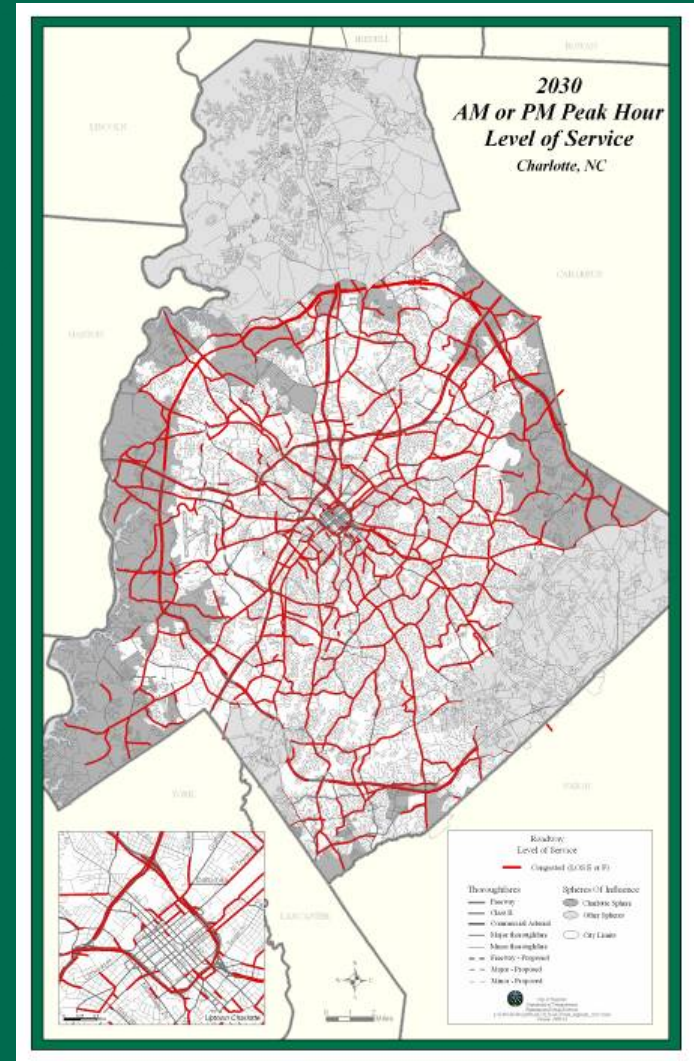 IREDELL
ROWAN
LINCOLN
2030
AM or PM Peak Hour
Level of Service
Charlotte, NC
CABARRUS
GASTON
YORK
UNION
LANCASTER
Uptown Charlotte
Roadway
Level of Service
Congested (LOS E or F)
Thoroughfares
Freeway
Class II
Commercial Arterial
Major thoroughfare
Minor thoroughfare
Freeway - Proposed
Major - Proposed
Minor - Proposed
Spheres Of Influence
Charlotte Sphere
Other Spheres
City Limits
Miles